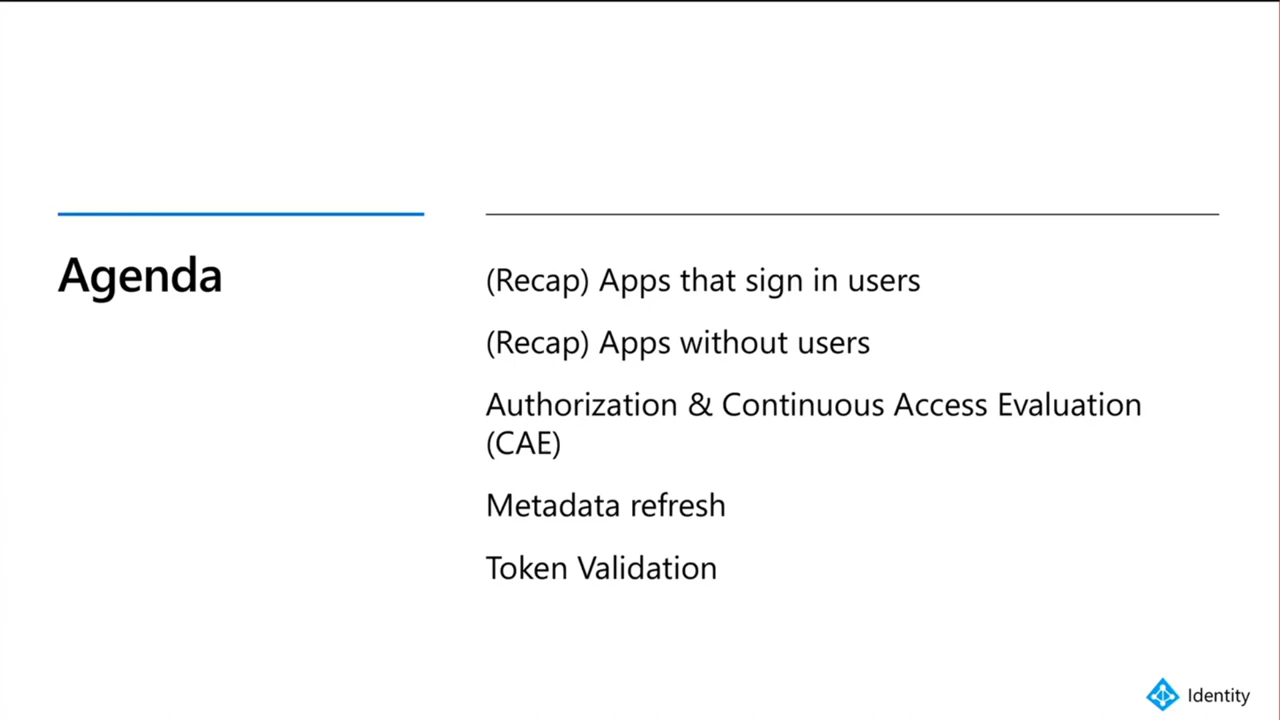 Agenda
(Recap) Apps that sign in users
(Recap) Apps without users
Authorization & Continuous Access Evaluation
(CAE)
Metadata refresh
Token Validation
Identity